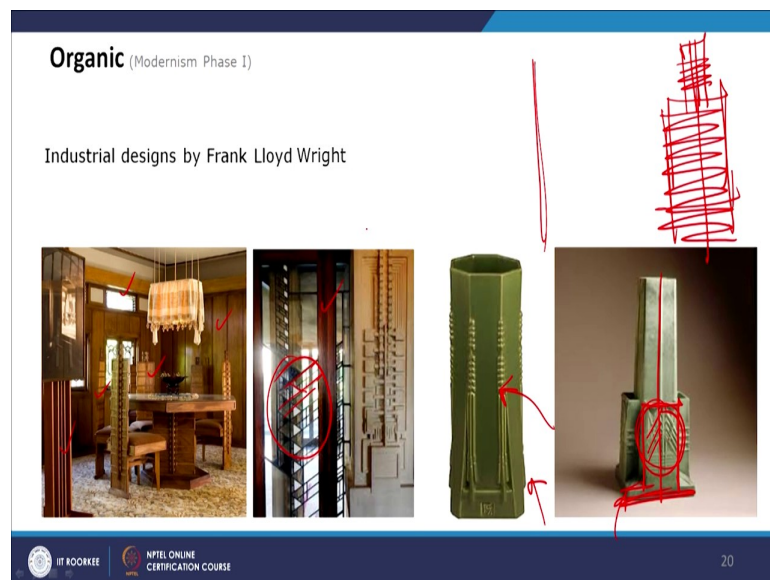 Organic (Modernism Phase I)
Industrial designs by Frank Lloyd Wright
IIT ROORKEE
NPTEL ONLINE
CERTIFICATION COURSE
20